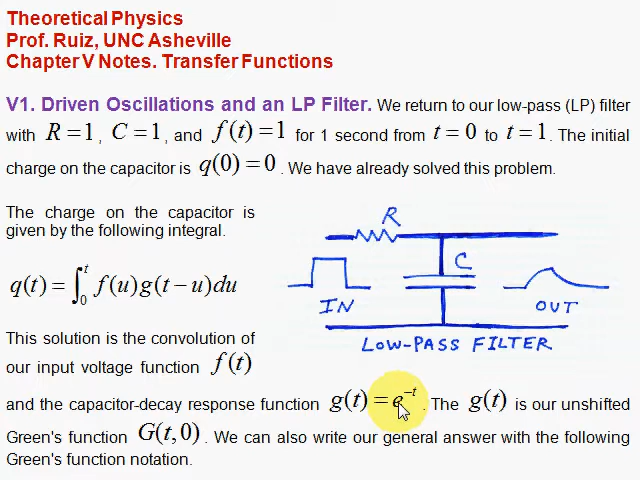 Theoretical Physics
Prof. Ruiz, UNC Asheville
Chapter V Notes. Transfer Functions
V1. Driven Oscillations and an LP Filter. We return to our low-pass (LP) filter
with R = 1, C = 1, and f(t) = 1 for 1 second from t = 0 to t = 1. The initial
charge on the capacitor is q(0) = 0. We have already solved this problem.
The charge on the capacitor is
given by the following integral.
q(t) = ∫₀ᵗ f(u)g(t − u)du
This solution is the convolution of
our input voltage function f(t)
R
C
IN
OUT
LOW-PASS FILTER
and the capacitor-decay response function g(t) = e⁻ᵗ. The g(t) is our unshifted
Green's function G(t,0). We can also write our general answer with the following
Green's function notation.